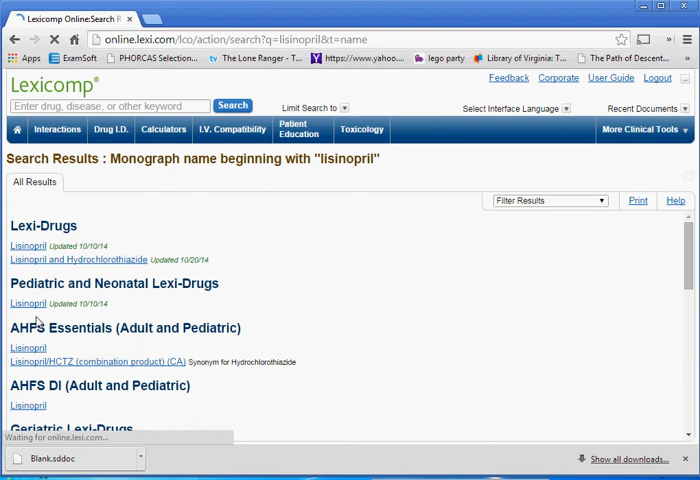 Lexicomp Online:Search R
online.lexi.com/lco/action/search?q=lisinopril&t=name
Apps ExamSoft PHORCAS Selection... The Lone Ranger - T... https://www.yahoo.... lego party Library of Virginia: T... The Path of Descent...
Lexicomp® Feedback Corporate User Guide Logout
Enter drug, disease, or other keyword Search Limit Search to Select Interface Language Recent Documents
Interactions Drug I.D. Calculators I.V. Compatibility Patient Education Toxicology More Clinical Tools
Search Results : Monograph name beginning with "lisinopril"
All Results
Filter Results Print Help
Lexi-Drugs
Lisinopril Updated 10/10/14
Lisinopril and Hydrochlorothiazide Updated 10/20/14
Pediatric and Neonatal Lexi-Drugs
Lisinopril Updated 10/10/14
AHFS Essentials (Adult and Pediatric)
Lisinopril
Lisinopril/HCTZ (combination product) (CA) Synonym for Hydrochlorothiazide
AHFS DI (Adult and Pediatric)
Lisinopril
Geriatric Lexi-Drugs
Waiting for online.lexi.com...
Blank.sddoc Show all downloads...